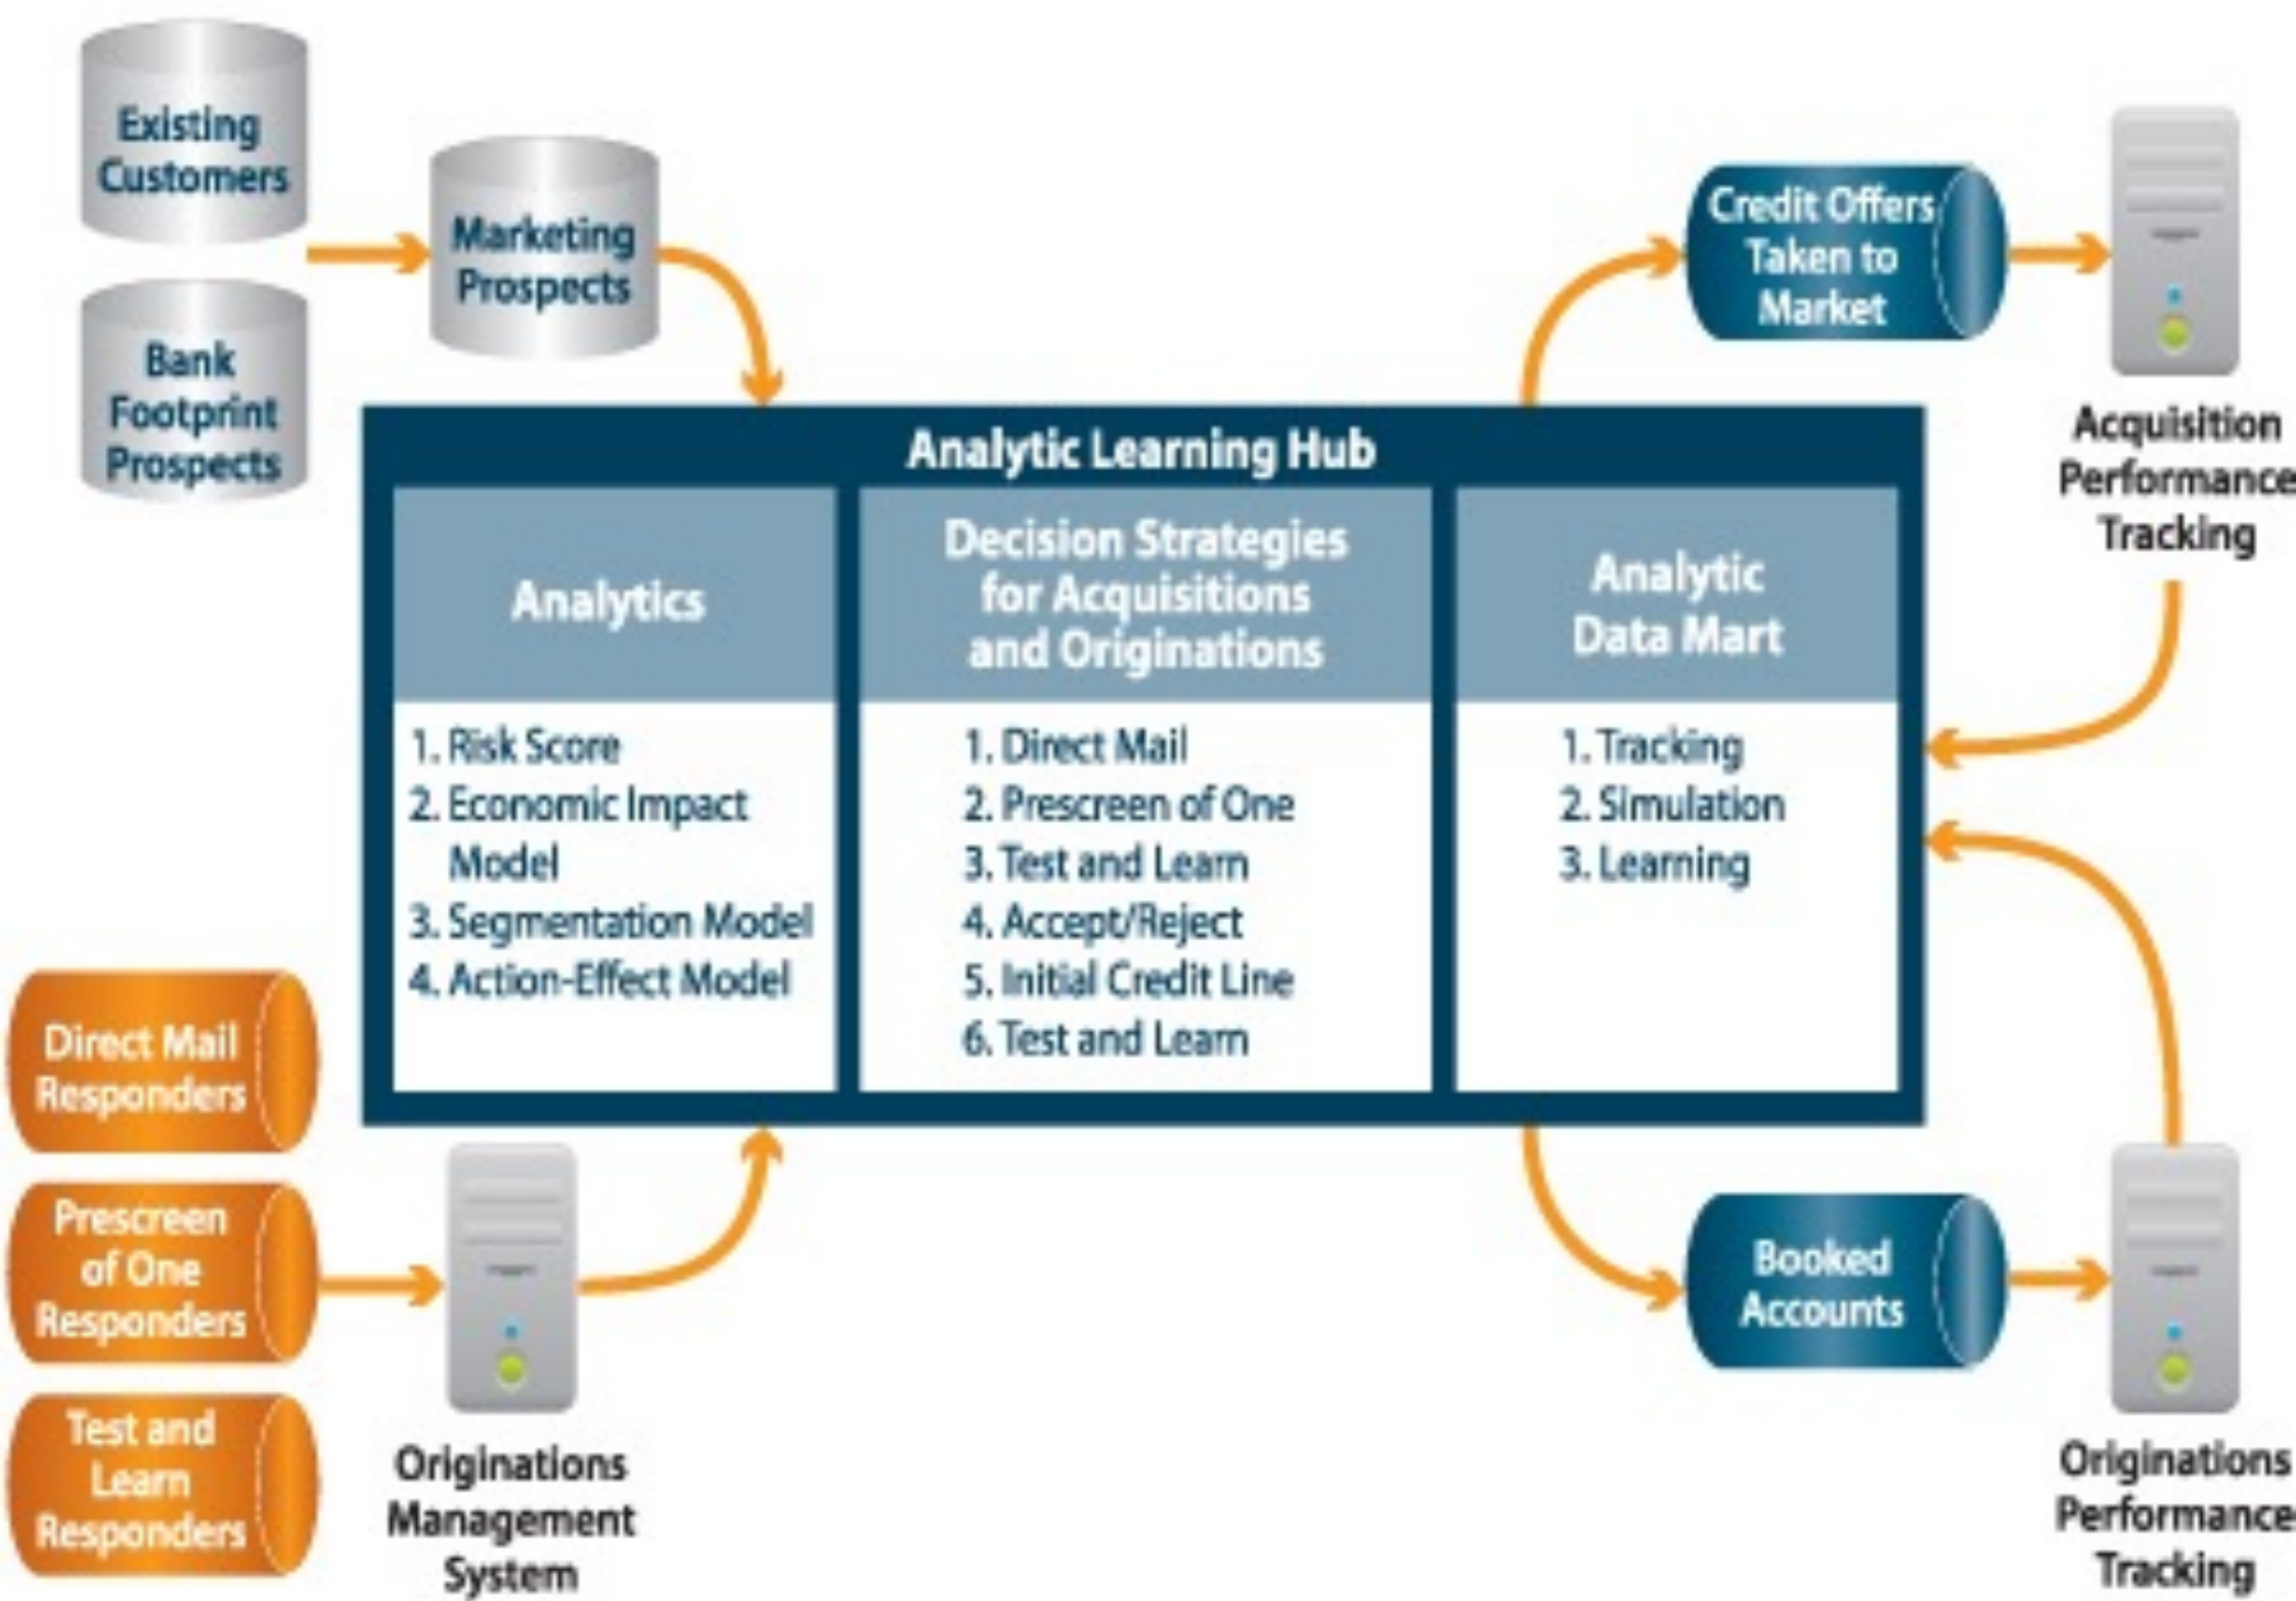 Existing
Customers
Bank
Footprint
Prospects
Marketing
Prospects
Credit Offers
Taken to
Market
Acquisition
Performance
Tracking
Analytic Learning Hub
Analytics
1. Risk Score
2. Economic Impact
Model
3. Segmentation Model
4. Action-Effect Model
Decision Strategies
for Acquisitions
and Originations
1. Direct Mail
2. Prescreen of One
3. Test and Learn
4. Accept/Reject
5. Initial Credit Line
6. Test and Learn
Analytic
Data Mart
1. Tracking
2. Simulation
3. Learning
Direct Mail
Responders
Prescreen
of One
Responders
Test and
Learn
Responders
Originations
Management
System
Booked
Accounts
Originations
Performance
Tracking